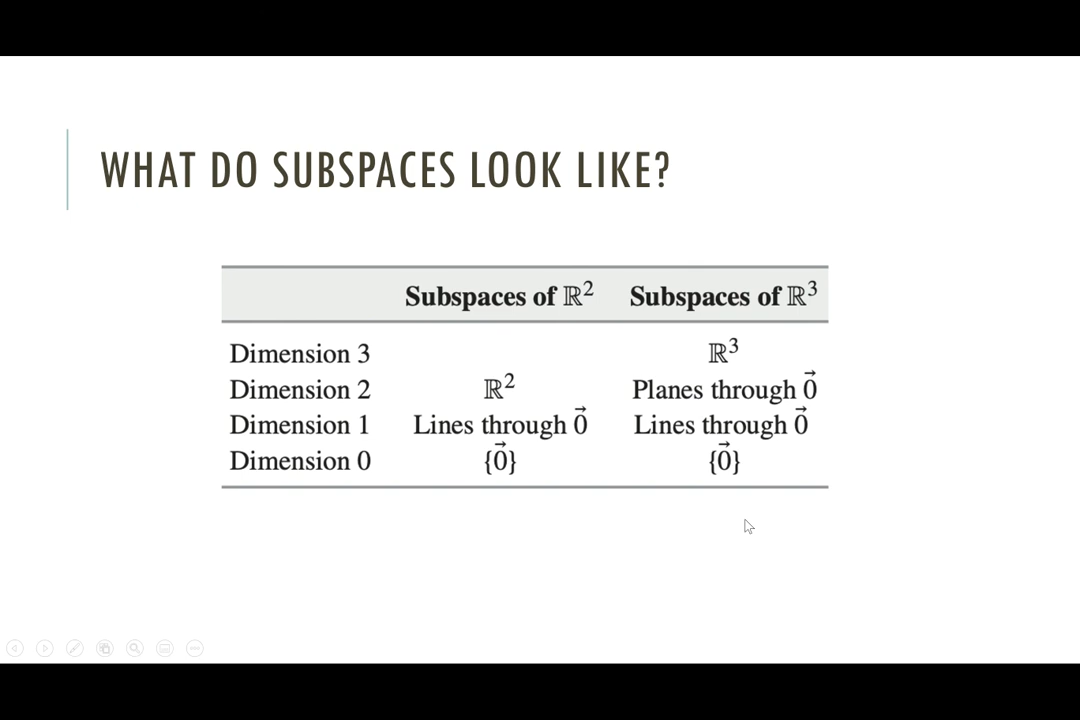 WHAT DO SUBSPACES LOOK LIKE?
Subspaces of ℝ² Subspaces of ℝ³
Dimension 3 ℝ³
Dimension 2 ℝ² Planes through 0⃗
Dimension 1 Lines through 0⃗ Lines through 0⃗
Dimension 0 {0⃗} {0⃗}